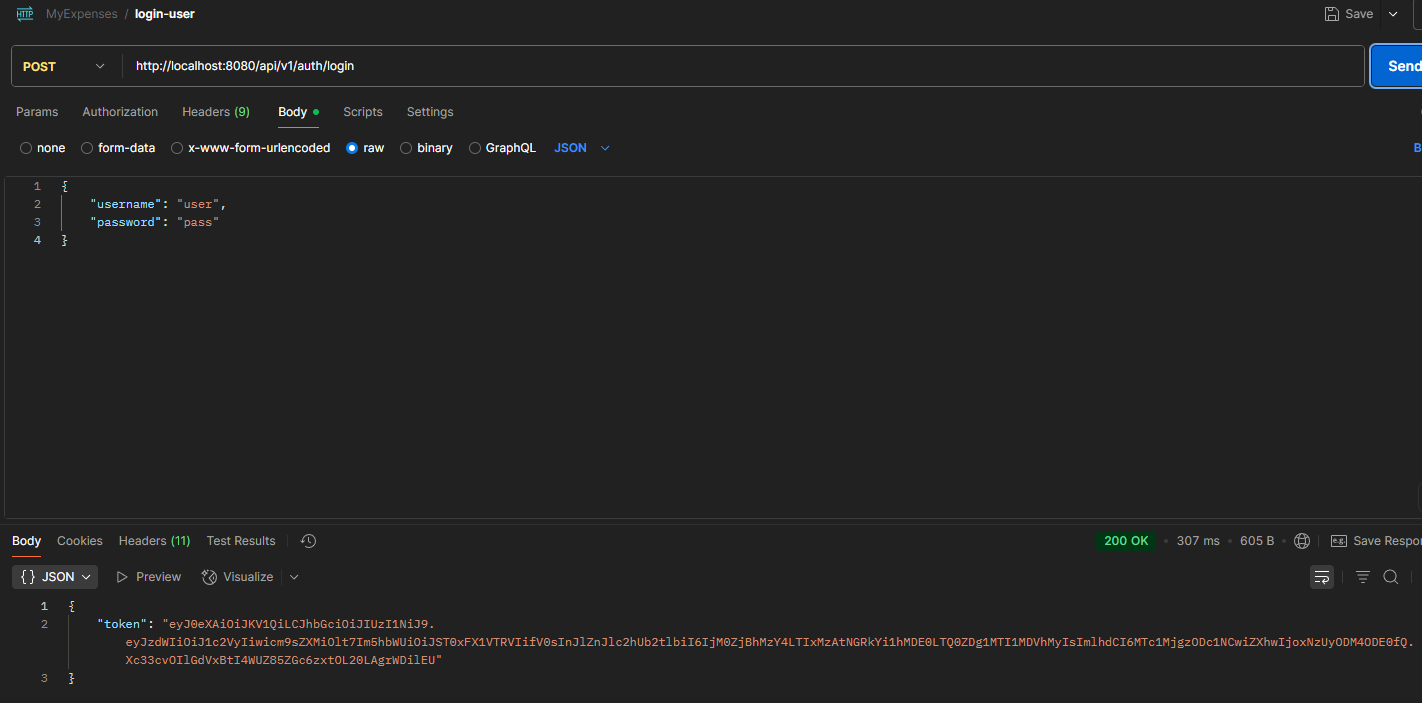 HTTP MyExpenses / login-user Save
POST http://localhost:8080/api/v1/auth/login Send
Params Authorization Headers (9) Body Scripts Settings
none form-data x-www-form-urlencoded raw binary GraphQL JSON B
1 {
2 "username": "user",
3 "password": "pass"
4 }
Body Cookies Headers (11) Test Results 200 OK • 307 ms • 605 B • e.g. Save Respo
{} JSON Preview Visualize
1 {
2 "token": "eyJ0eXAiOiJKV1QiLCJhbGciOiJIUzI1NiJ9.
eyJzdWIiOiJ1c2VyIiwicm9sZXMiOlt7Im5hbWUiOiJST0xFX1VTRVIifV0sInJlZnJlc2hUb2tlbiI6IjM0ZjBhMzY4LTIxMzAtNGRkYi1hMDE0LTQ0ZDg1MTI1MDVhMyIsImlhdCI6MTc1MjgzODc1NCwiZXhwIjoxNzUyODM4ODE0fQ.
Xc33cvOIlGdVxBtI4WUZ85ZGc6zxtOL20LAgrWDilEU"
3 }